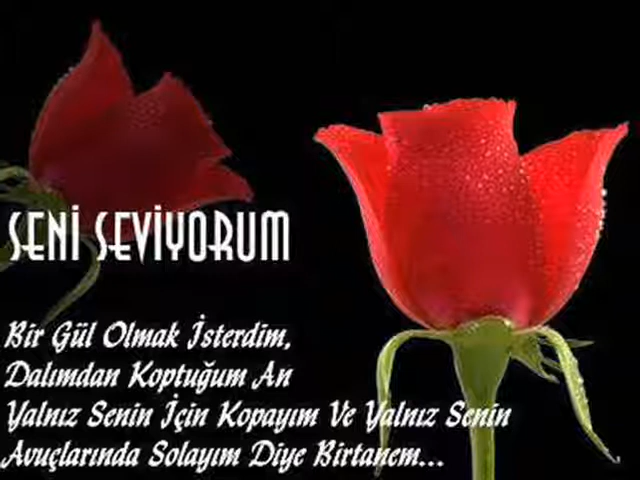 SENİ SEVİYORUM
Bir Gül Olmak İsterdim,
Dalımdan Koptuğum An
Yalnız Senin İçin Kopayım Ve Yalnız Senin
Avuçlarında Solayım Diye Birtanem...